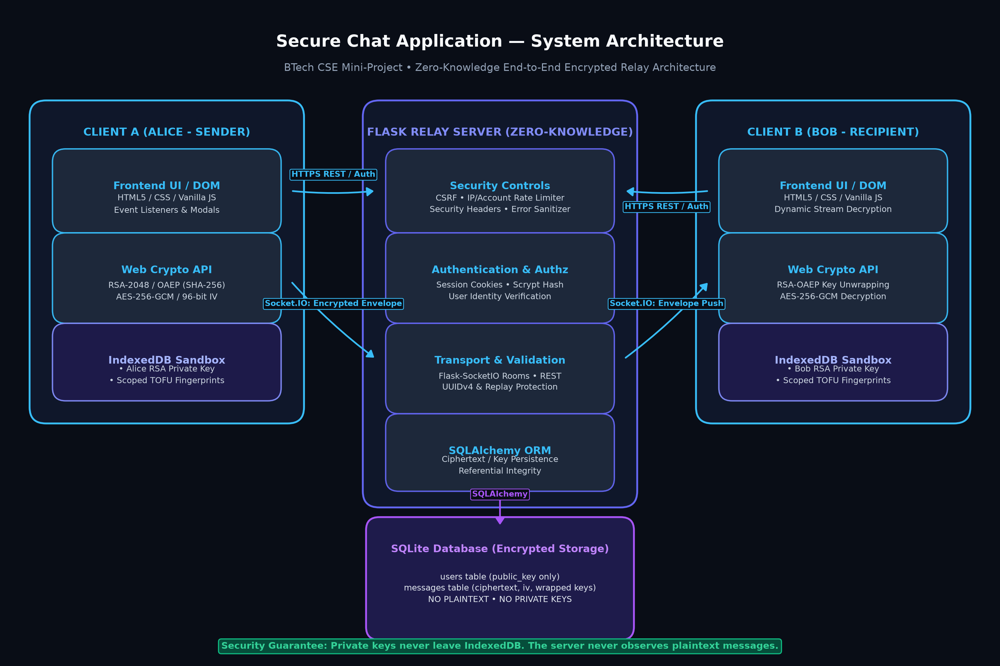 Secure Chat Application — System Architecture
BTech CSE Mini-Project • Zero-Knowledge End-to-End Encrypted Relay Architecture
CLIENT A (ALICE - SENDER)
Frontend UI / DOM
HTML5 / CSS / Vanilla JS
Event Listeners & Modals
Web Crypto API
RSA-2048 / OAEP (SHA-256)
AES-256-GCM / 96-bit IV
IndexedDB Sandbox
• Alice RSA Private Key
• Scoped TOFU Fingerprints
HTTPS REST / Auth
Socket.IO: Encrypted Envelope
FLASK RELAY SERVER (ZERO-KNOWLEDGE)
Security Controls
CSRF • IP/Account Rate Limiter
Security Headers • Error Sanitizer
Authentication & Authz
Session Cookies • Scrypt Hash
User Identity Verification
Transport & Validation
Flask-SocketIO Rooms • REST
UUIDv4 & Replay Protection
SQLAlchemy ORM
Ciphertext / Key Persistence
Referential Integrity
HTTPS REST / Auth
Socket.IO: Envelope Push
CLIENT B (BOB - RECIPIENT)
Frontend UI / DOM
HTML5 / CSS / Vanilla JS
Dynamic Stream Decryption
Web Crypto API
RSA-OAEP Key Unwrapping
AES-256-GCM Decryption
IndexedDB Sandbox
• Bob RSA Private Key
• Scoped TOFU Fingerprints
SQLAlchemy
SQLite Database (Encrypted Storage)
users table (public_key only)
messages table (ciphertext, iv, wrapped keys)
NO PLAINTEXT • NO PRIVATE KEYS
Security Guarantee: Private keys never leave IndexedDB. The server never observes plaintext messages.